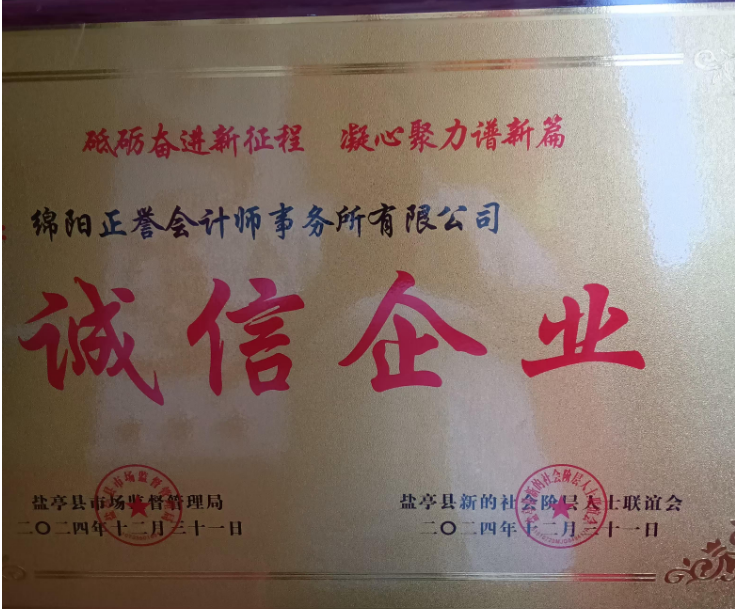 砥砺奋进新征程 凝心聚力谱新篇
绵阳正誉会计师事务所有限公司
诚信企业
盐亭县市场监督管理局
二〇二四年十二月三十一日
盐亭县新的社会阶层人士联谊会
二〇二四年十二月三十一日